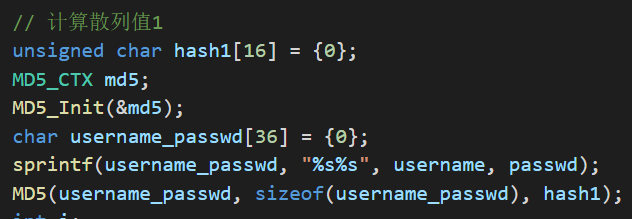 // 计算散列值1
unsigned char hash1[16] = {0};
MD5_CTX md5;
MD5_Init(&md5);
char username_passwd[36] = {0};
sprintf(username_passwd, "%s%s", username, passwd);
MD5(username_passwd, sizeof(username_passwd), hash1);